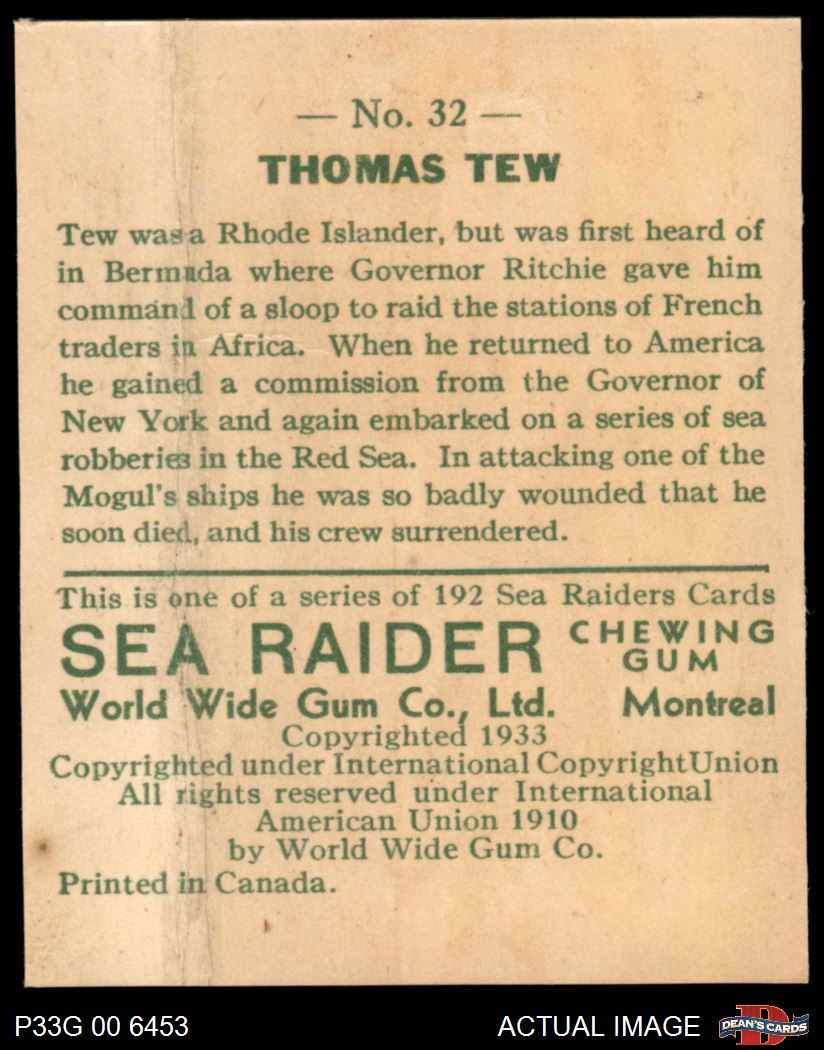 — No. 32 —
THOMAS TEW
Tew was a Rhode Islander, but was first heard of
in Bermuda where Governor Ritchie gave him
command of a sloop to raid the stations of French
traders in Africa. When he returned to America
he gained a commission from the Governor of
New York and again embarked on a series of sea
robberies in the Red Sea. In attacking one of the
Mogul's ships he was so badly wounded that he
soon died, and his crew surrendered.
This is one of a series of 192 Sea Raiders Cards
SEA RAIDER CHEWING GUM
World Wide Gum Co., Ltd. Montreal
Copyrighted 1933
Copyrighted under International Copyright Union
All rights reserved under International
American Union 1910
by World Wide Gum Co.
Printed in Canada.
P33G 00 6453 ACTUAL IMAGE D DEAN'S CARDS